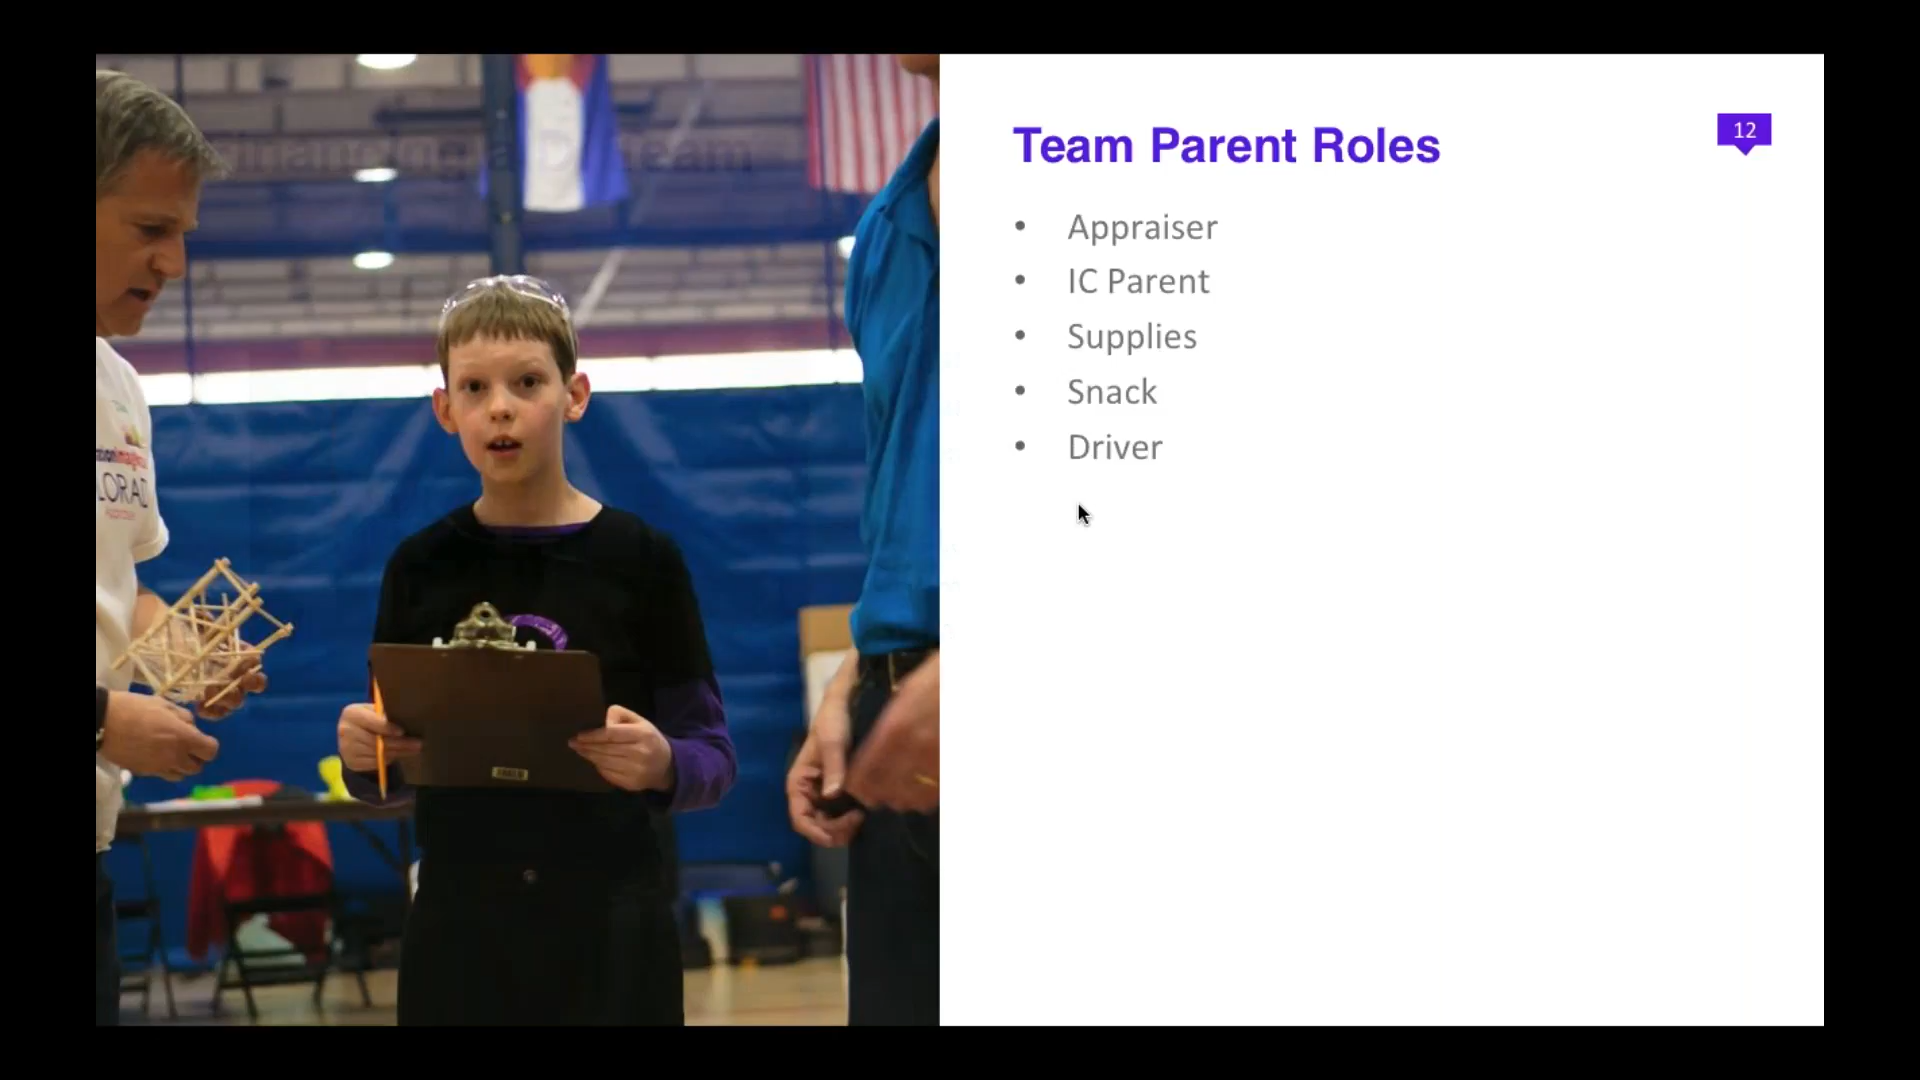 Team Parent Roles
12
• Appraiser
• IC Parent
• Supplies
• Snack
• Driver